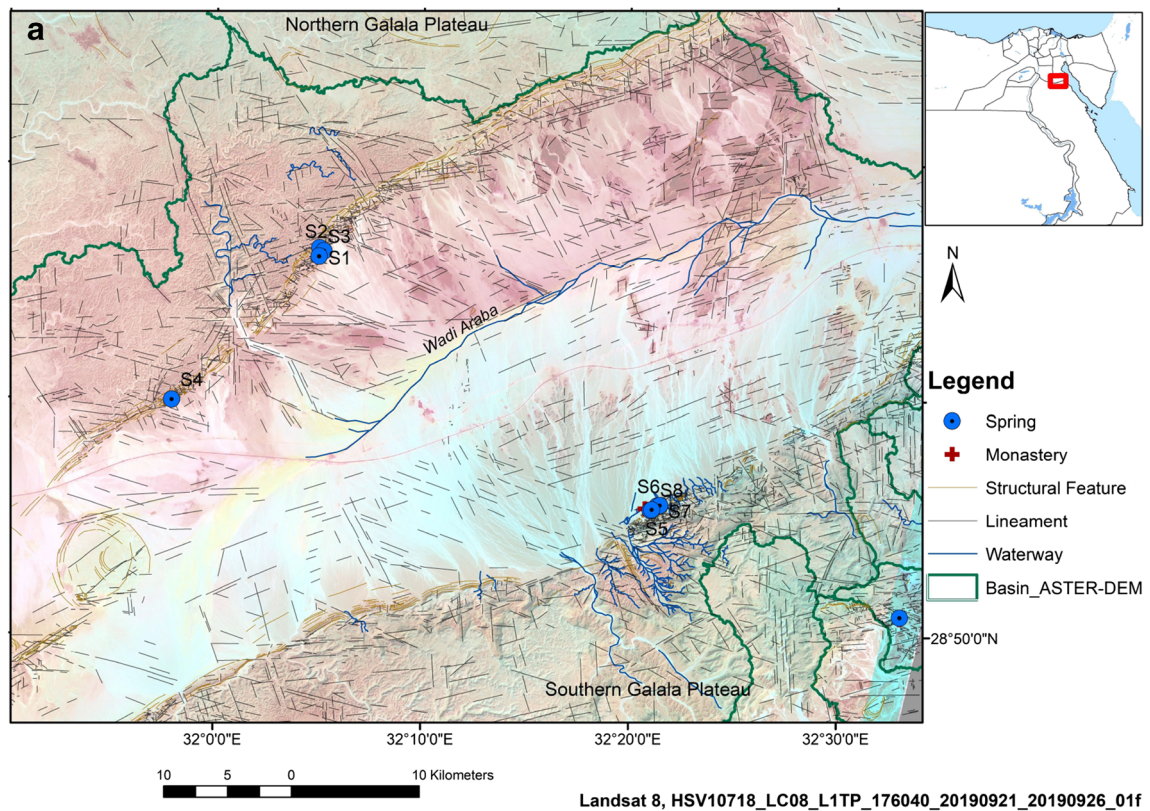 a
Northern Galala Plateau
S2
S3
S1
Wadi Araba
S4
S6
S8
S7
S5
Southern Galala Plateau
N
Legend
Spring
Monastery
Structural Feature
Lineament
Waterway
Basin_ASTER-DEM
28°50'0"N
32°0'0"E
32°10'0"E
32°20'0"E
32°30'0"E
10 5 0 10 Kilometers
Landsat 8, HSV10718_LC08_L1TP_176040_20190921_20190926_01f